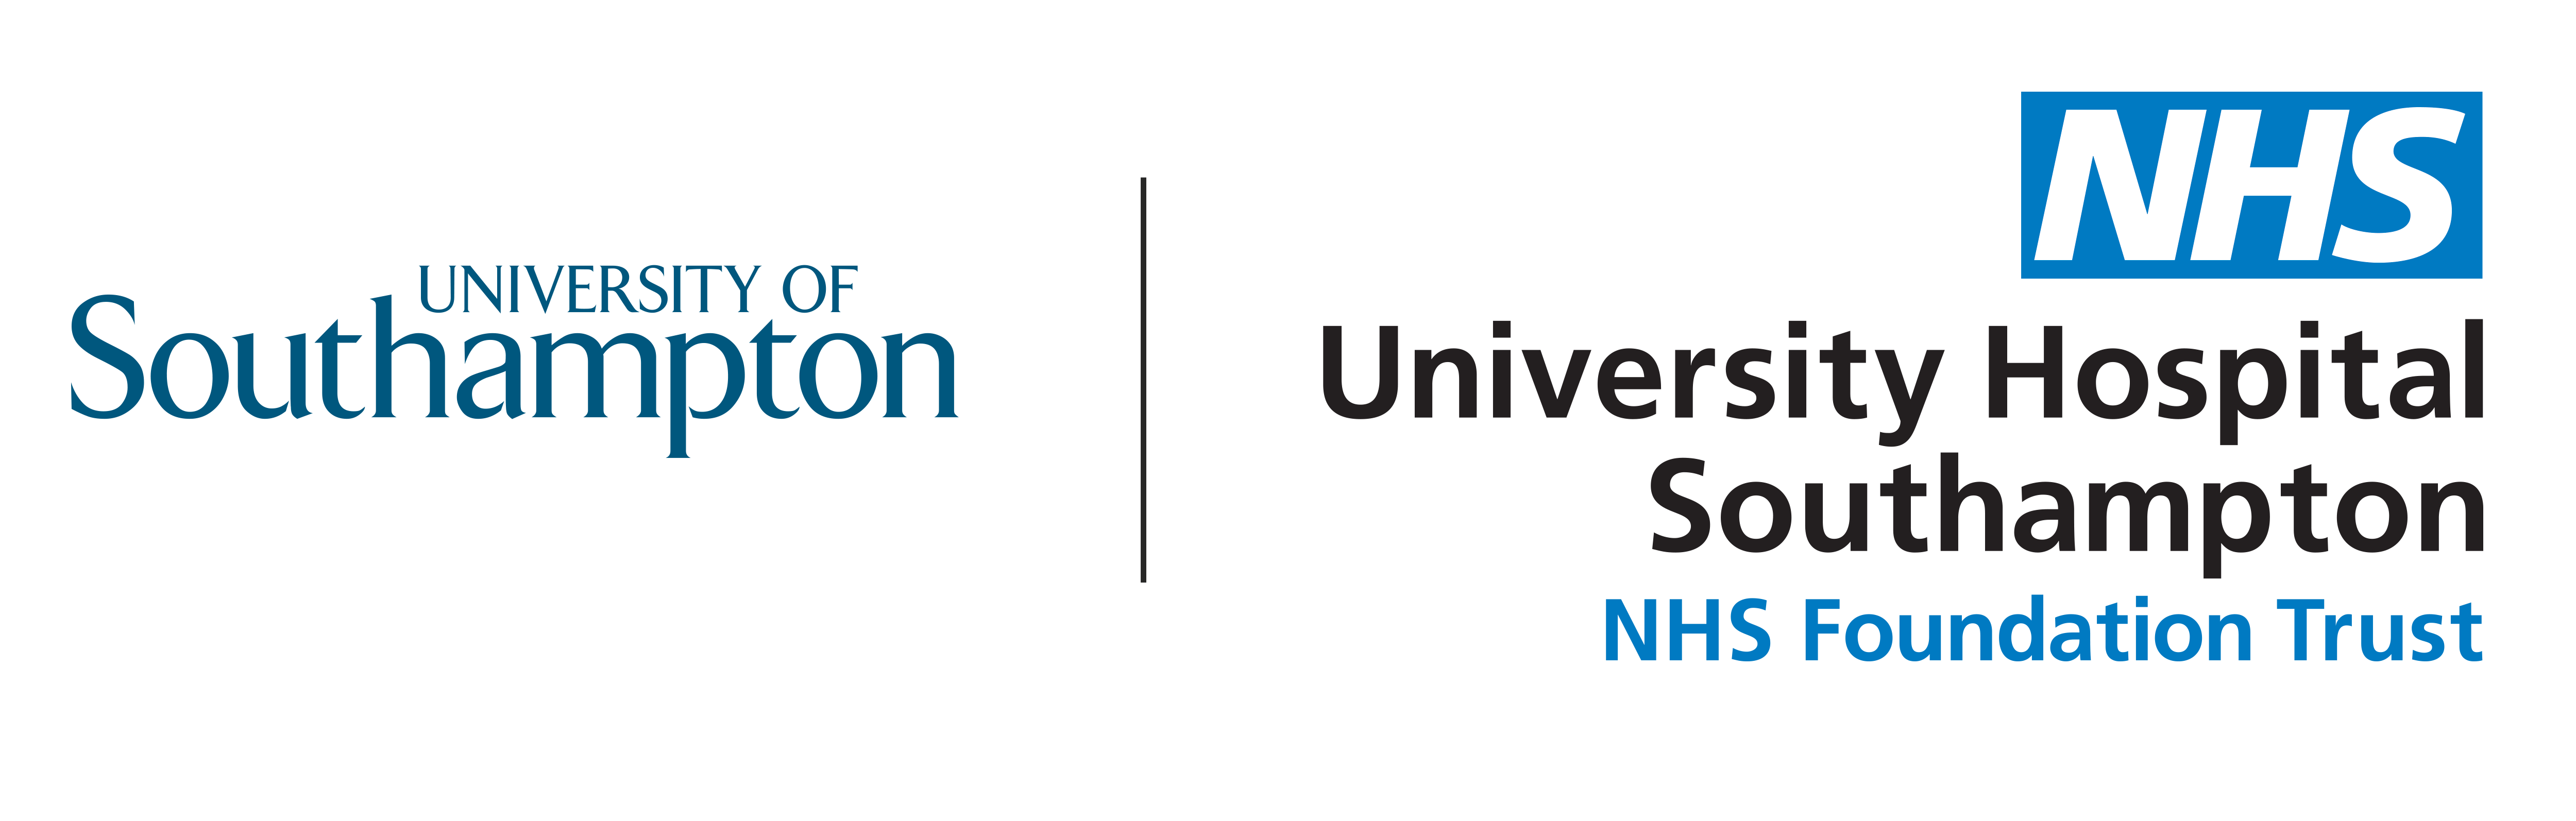 UNIVERSITY OF
Southampton
NHS
University Hospital
Southampton
NHS Foundation Trust